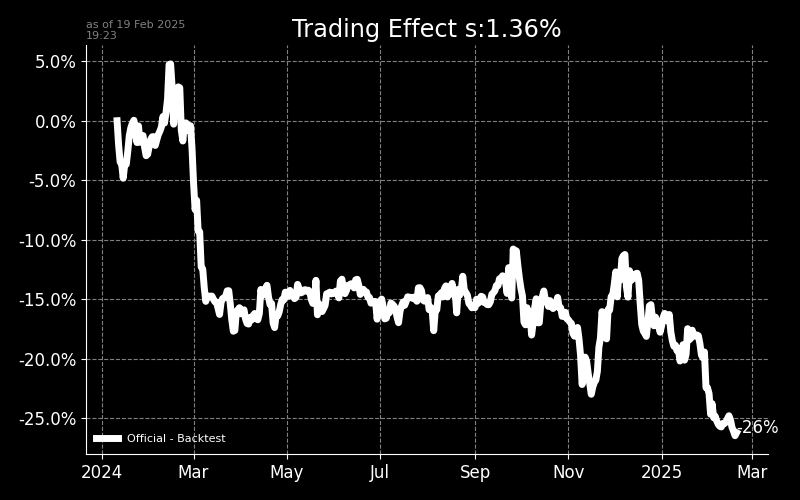 as of 19 Feb 2025
19:23
Trading Effect s:1.36%
5.0%
0.0%
-5.0%
-10.0%
-15.0%
-20.0%
-25.0%
-26%
Official - Backtest
2024
Mar
May
Jul
Sep
Nov
2025
Mar